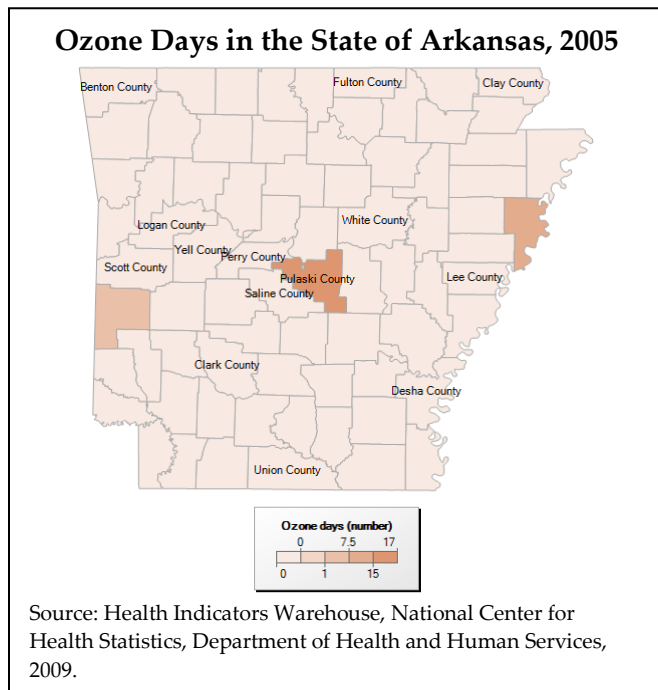 Ozone Days in the State of Arkansas, 2005
Benton County
Fulton County
Clay County
White County
Logan County
Yell County
Perry County
Scott County
Pulaski County
Lee County
Saline County
Clark County
Desha County
Union County
Ozone days (number)
0 7.5 17
0 1 15
Source: Health Indicators Warehouse, National Center for
Health Statistics, Department of Health and Human Services,
2009.